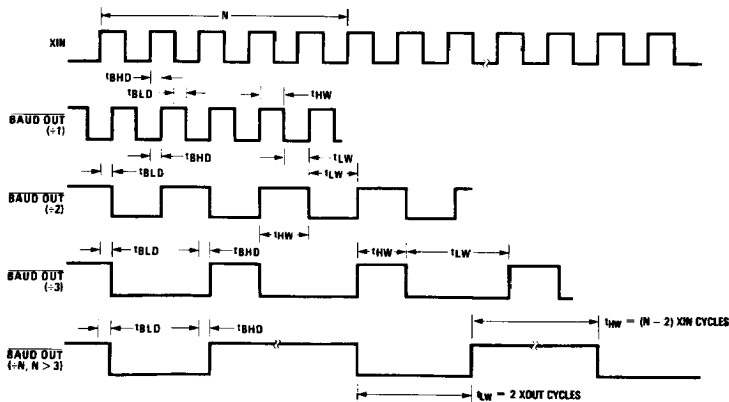 N
XIN
tBHD
tBLD
tHW
BAUD OUT
(÷1)
tBHD
tLW
tBLD
tLW
BAUD OUT
(÷2)
tHW
tBLD
tBHD
tHW
tLW
BAUD OUT
(÷3)
tHW = (N – 2) XIN CYCLES
tBLD
tBHD
BAUD OUT
(÷N, N > 3)
tLW = 2 XOUT CYCLES